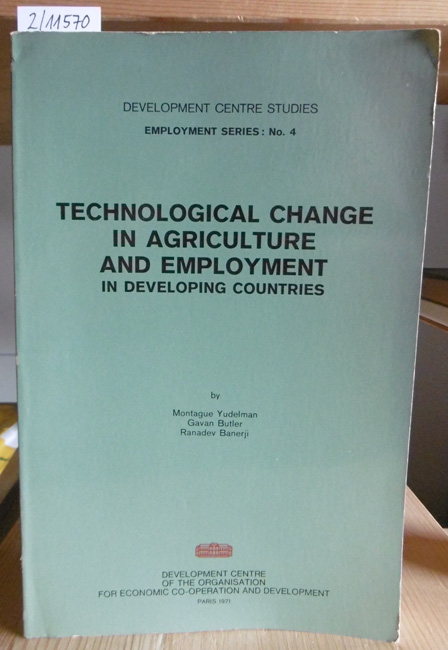 2/11570
DEVELOPMENT CENTRE STUDIES
EMPLOYMENT SERIES: No. 4
TECHNOLOGICAL CHANGE
IN AGRICULTURE
AND EMPLOYMENT
IN DEVELOPING COUNTRIES
by
Montague Yudelman
Gavan Butler
Ranadev Banerji
DEVELOPMENT CENTRE
OF THE ORGANISATION
FOR ECONOMIC CO-OPERATION AND DEVELOPMENT
PARIS 1971